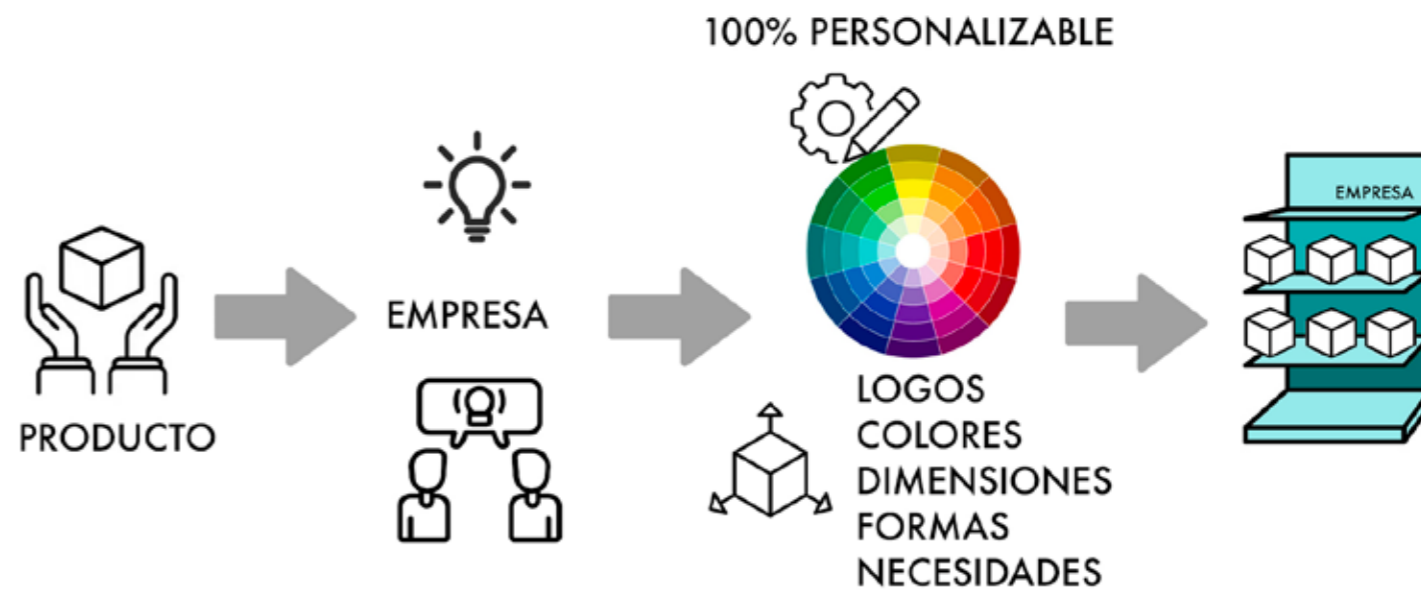 100% PERSONALIZABLE
EMPRESA
EMPRESA
PRODUCTO
LOGOS
COLORES
DIMENSIONES
FORMAS
NECESIDADES